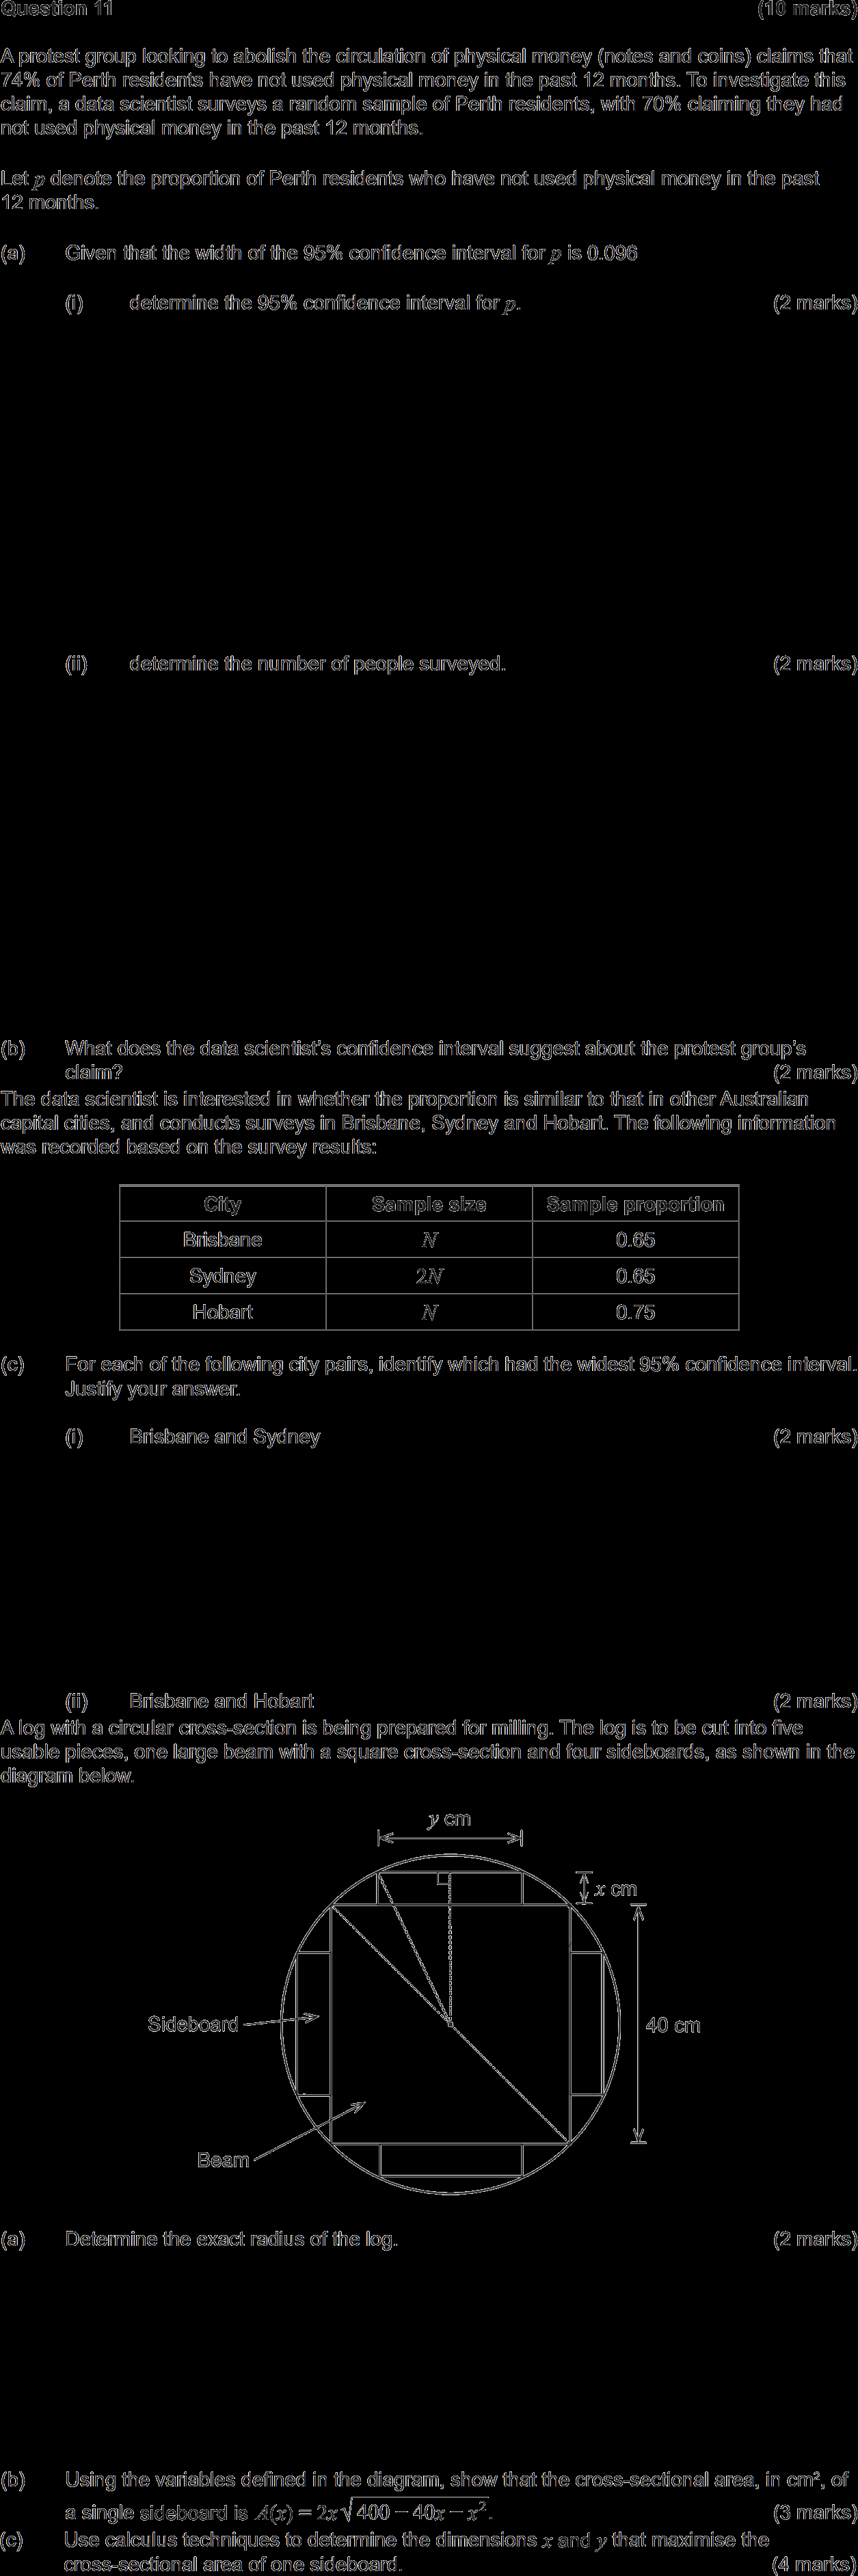 Question 11 (10 marks)
A protest group looking to abolish the circulation of physical money (notes and coins) claims that
74% of Perth residents have not used physical money in the past 12 months. To investigate this
claim, a data scientist surveys a random sample of Perth residents, with 70% claiming they had
not used physical money in the past 12 months.
Let p denote the proportion of Perth residents who have not used physical money in the past
12 months.
(a) Given that the width of the 95% confidence interval for p is 0.096
(i) determine the 95% confidence interval for p. (2 marks)
(ii) determine the number of people surveyed. (2 marks)
(b) What does the data scientist's confidence interval suggest about the protest group's
claim? (2 marks)
The data scientist is interested in whether the proportion is similar to that in other Australian
capital cities, and conducts surveys in Brisbane, Sydney and Hobart. The following information
was recorded based on the survey results:
City Sample size Sample proportion
Brisbane N 0.65
Sydney 2N 0.65
Hobart N 0.75
(c) For each of the following city pairs, identify which had the widest 95% confidence interval.
Justify your answer.
(i) Brisbane and Sydney (2 marks)
(ii) Brisbane and Hobart (2 marks)
A log with a circular cross-section is being prepared for milling. The log is to be cut into five
usable pieces, one large beam with a square cross-section and four sideboards, as shown in the
diagram below.
y cm
x cm
Sideboard
40 cm
Beam
(a) Determine the exact radius of the log. (2 marks)
(b) Using the variables defined in the diagram, show that the cross-sectional area, in cm², of
a single sideboard is A(x) = 2x√(400 − 40x − x²). (3 marks)
(c) Use calculus techniques to determine the dimensions x and y that maximise the
cross-sectional area of one sideboard. (4 marks)